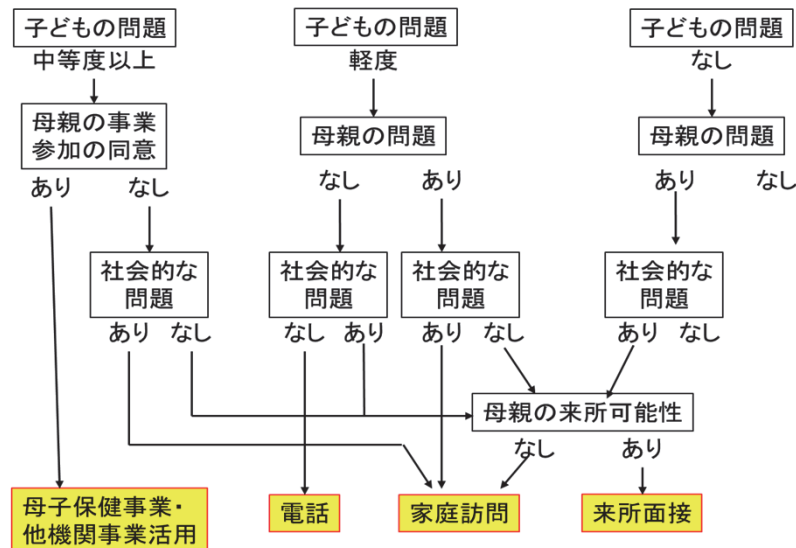 子どもの問題
中等度以上
子どもの問題
軽度
子どもの問題
なし
母親の事業
参加の同意
母親の問題
母親の問題
あり なし
なし あり
あり なし
社会的な
問題
社会的な
問題
社会的な
問題
社会的な
問題
あり なし
なし あり
あり なし
あり なし
母親の来所可能性
なし あり
母子保健事業・
他機関事業活用
電話
家庭訪問
来所面接